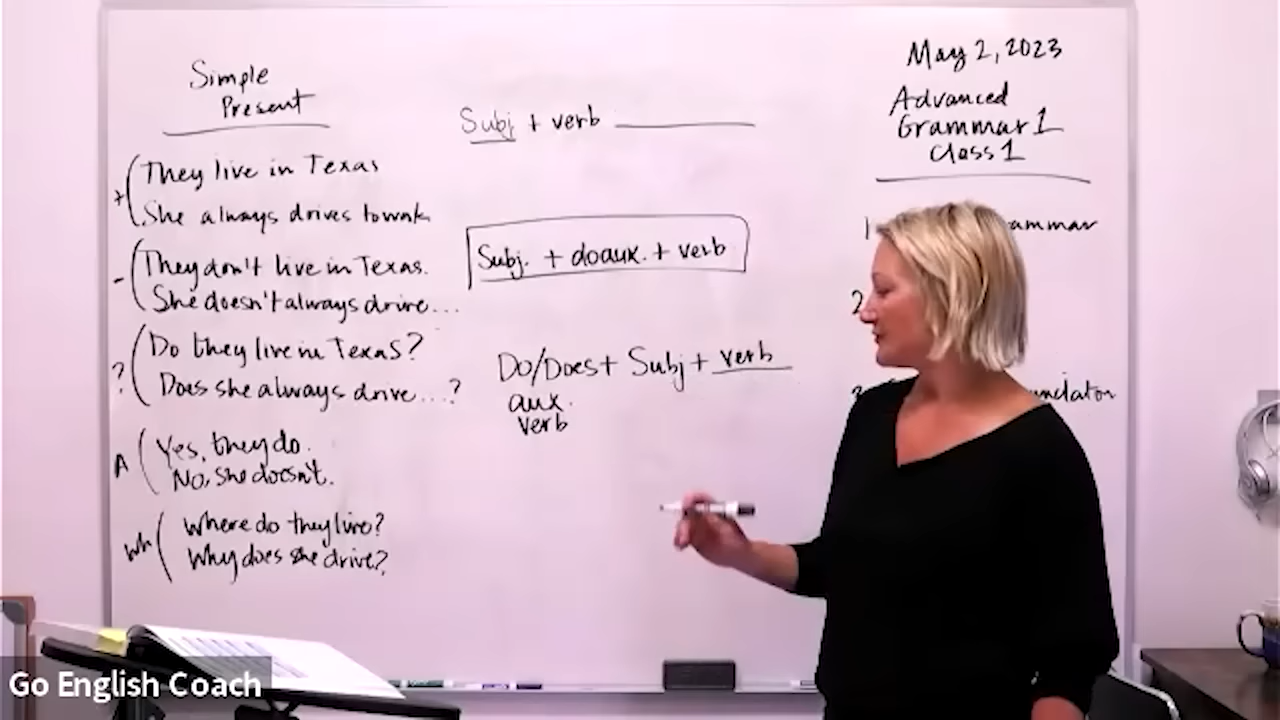 Simple
Present
+ They live in Texas
She always drives to work
- They don't live in Texas.
She doesn't always drive...
? Do they live in Texas?
Does she always drive...?
A Yes, they do.
No, she doesn't.
Wh Where do they live?
Why does she drive?
Subj + verb
Subj. + do aux. + verb
Do/Does + Subj + verb
aux.
verb
May 2, 2023
Advanced
Grammar 1
Class 1
1
2
Go English Coach